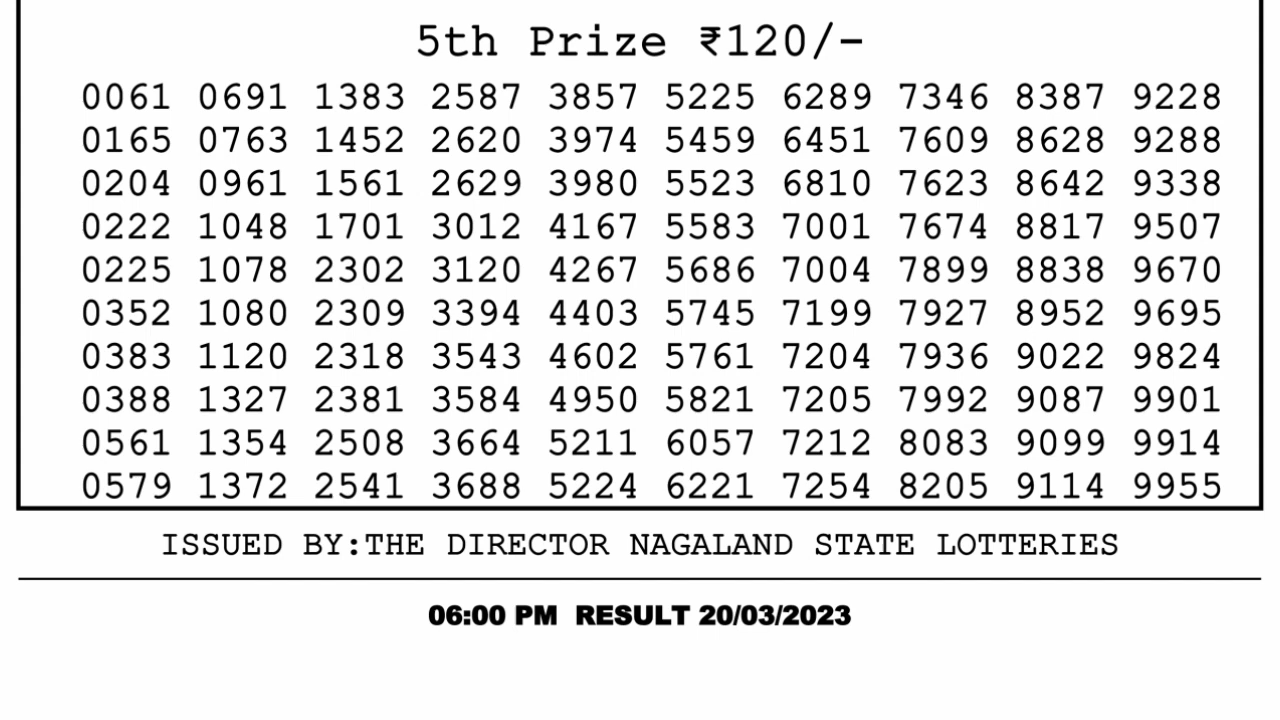 5th Prize ₹120/-
0061 0691 1383 2587 3857 5225 6289 7346 8387 9228
0165 0763 1452 2620 3974 5459 6451 7609 8628 9288
0204 0961 1561 2629 3980 5523 6810 7623 8642 9338
0222 1048 1701 3012 4167 5583 7001 7674 8817 9507
0225 1078 2302 3120 4267 5686 7004 7899 8838 9670
0352 1080 2309 3394 4403 5745 7199 7927 8952 9695
0383 1120 2318 3543 4602 5761 7204 7936 9022 9824
0388 1327 2381 3584 4950 5821 7205 7992 9087 9901
0561 1354 2508 3664 5211 6057 7212 8083 9099 9914
0579 1372 2541 3688 5224 6221 7254 8205 9114 9955
ISSUED BY:THE DIRECTOR NAGALAND STATE LOTTERIES
06:00 PM RESULT 20/03/2023